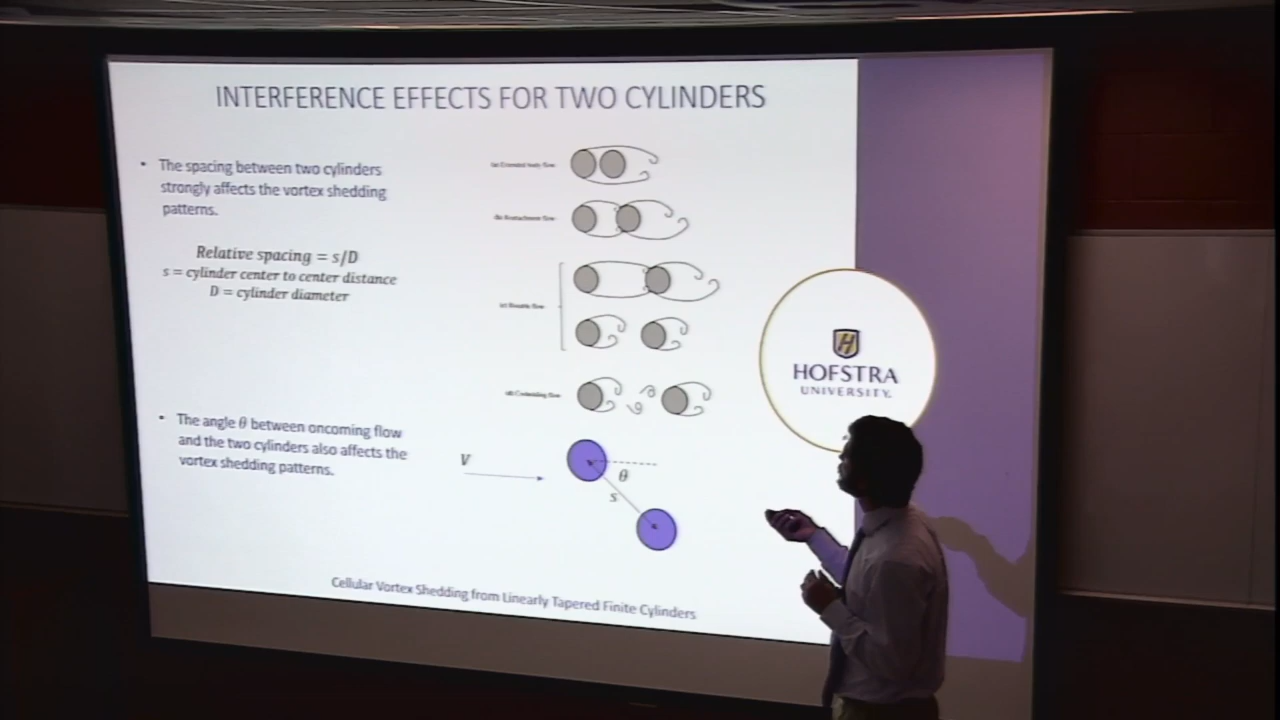 INTERFERENCE EFFECTS FOR TWO CYLINDERS
• The spacing between two cylinders
strongly affects the vortex shedding
patterns.
Relative spacing = s/D
s = cylinder center to center distance
D = cylinder diameter
• The angle θ between oncoming flow
and the two cylinders also affects the
vortex shedding patterns.
V
θ
s
H
HOFSTRA
UNIVERSITY.
Cellular Vortex Shedding from Linearly Tapered Finite Cylinders